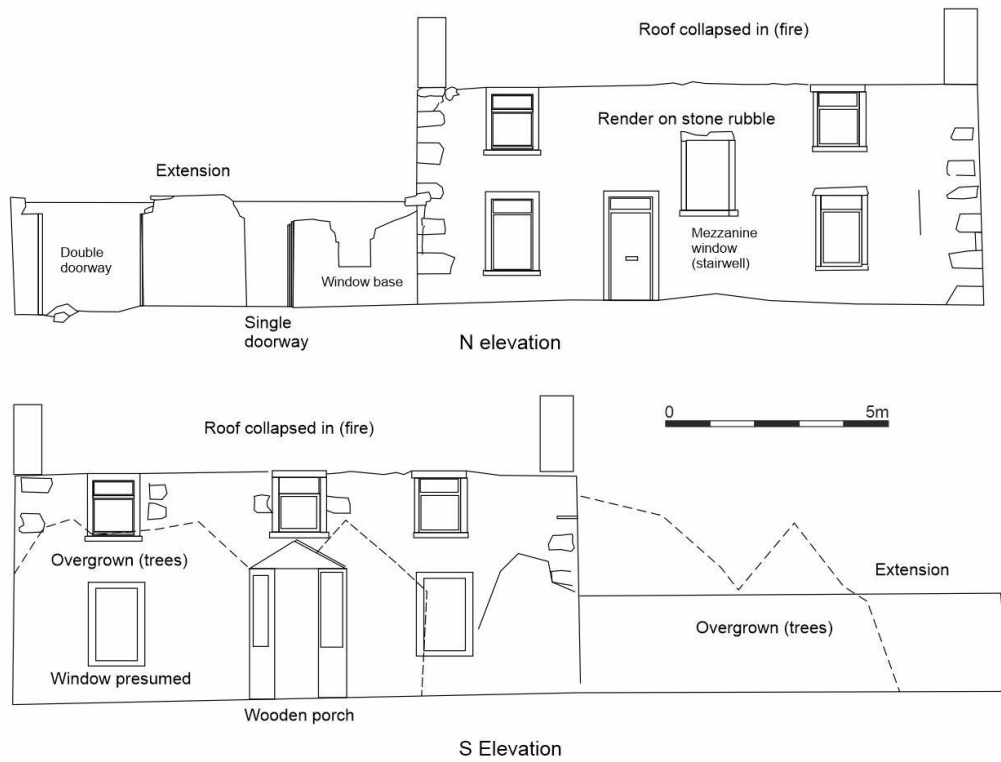 Roof collapsed in (fire)
Render on stone rubble
Extension
Double
doorway
Window base
Mezzanine
window
(stairwell)
Single
doorway
N elevation
Roof collapsed in (fire)
0 5m
Overgrown (trees)
Extension
Overgrown (trees)
Window presumed
Wooden porch
S Elevation